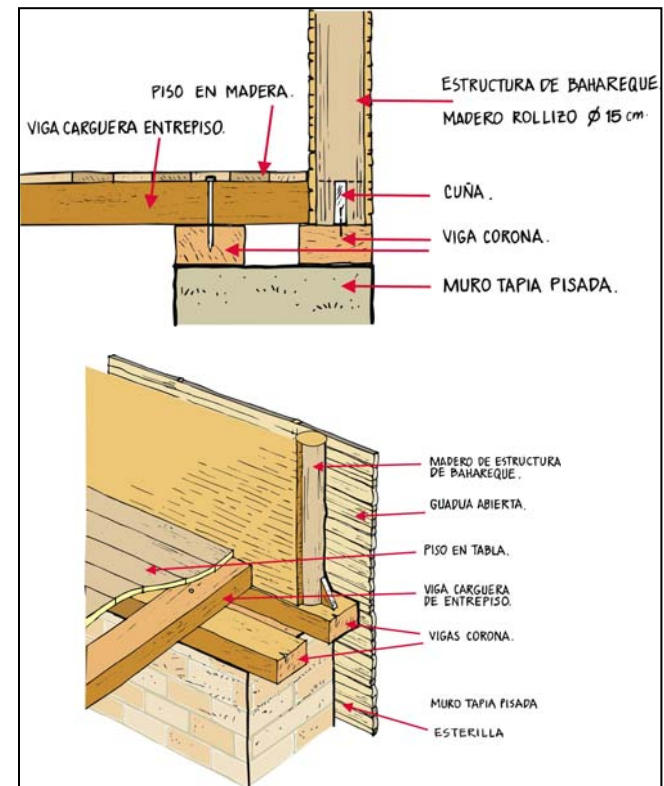 PISO EN MADERA.
VIGA CARGUERA ENTREPISO.
ESTRUCTURA DE BAHAREQUE.
MADERO ROLLIZO Ø 15 cm.
CUÑA.
VIGA CORONA.
MURO TAPIA PISADA.
MADERO DE ESTRUCTURA
DE BAHAREQUE.
GUADUA ABIERTA.
PISO EN TABLA.
VIGA CARGUERA
DE ENTREPISO.
VIGAS CORONA.
MURO TAPIA PISADA
ESTERILLA